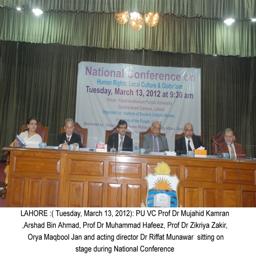 National Conference on
Human Rights, Local Culture &
Tuesday, March 13, 2012 at 9:30 am
LAHORE :( Tuesday, March 13, 2012): PU VC Prof Dr Mujahid Kamran
,Arshad Bin Ahmad, Prof Dr Muhammad Hafeez, Prof Dr Zikriya Zakir,
Orya Maqbool Jan and acting director Dr Riffat Munawar sitting on
stage during National Conference